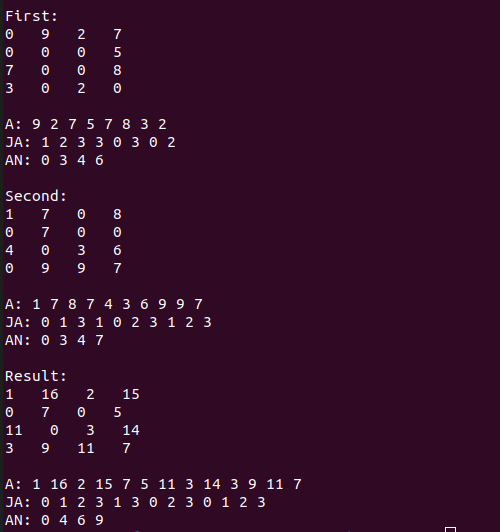 First:
0   9   2   7
0   0   0   5
7   0   0   8
3   0   2   0
A: 9 2 7 5 7 8 3 2
JA: 1 2 3 3 0 3 0 2
AN: 0 3 4 6
Second:
1   7   0   8
0   7   0   0
4   0   3   6
0   9   9   7
A: 1 7 8 7 4 3 6 9 9 7
JA: 0 1 3 1 0 2 3 1 2 3
AN: 0 3 4 7
Result:
1   16   2   15
0   7   0   5
11   0   3   14
3   9   11   7
A: 1 16 2 15 7 5 11 3 14 3 9 11 7
JA: 0 1 2 3 1 3 0 2 3 0 1 2 3
AN: 0 4 6 9